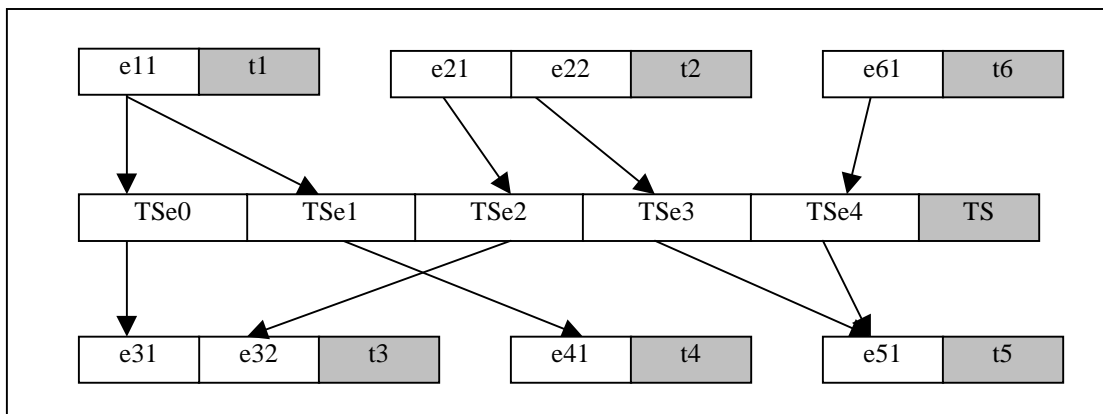 e11 t1 e21 e22 t2 e61 t6
TSe0 TSe1 TSe2 TSe3 TSe4 TS
e31 e32 t3 e41 t4 e51 t5